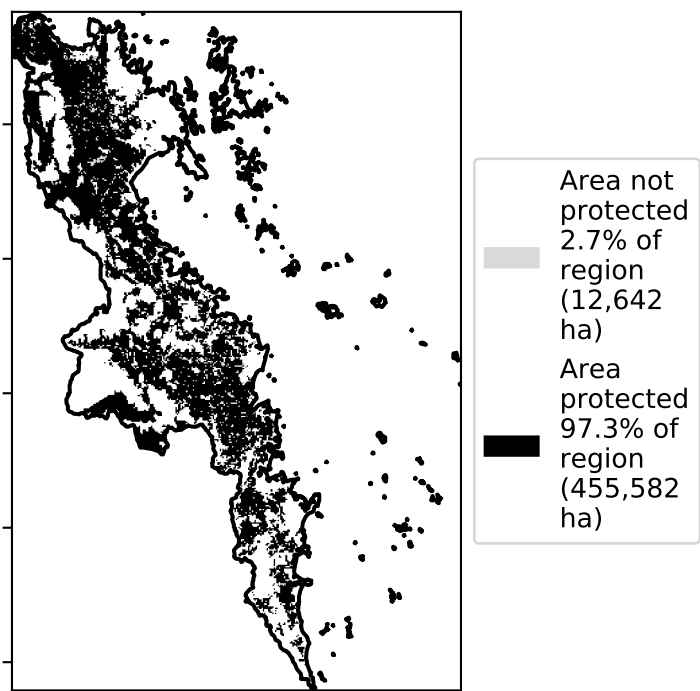 Area not
protected
2.7% of
region
(12,642
ha)
Area
protected
97.3% of
region
(455,582
ha)